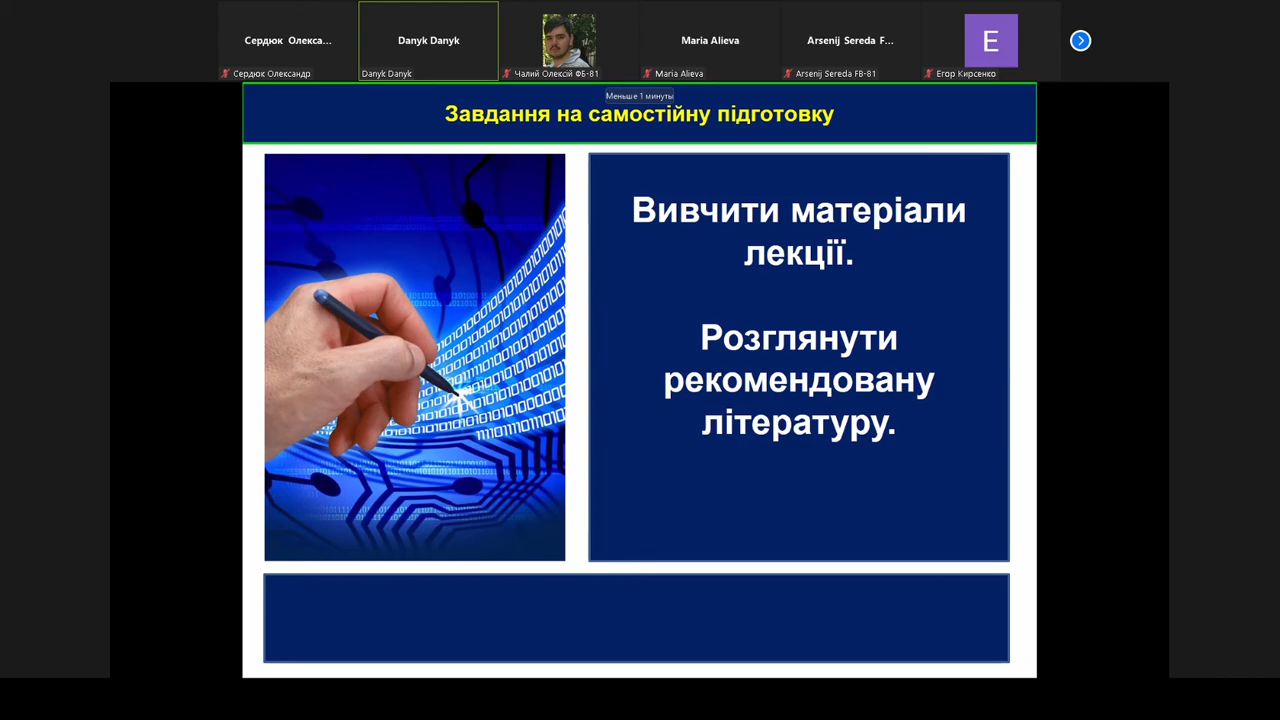 Сердюк Олекса...
Danyk Danyk
Maria Alieva
Arsenij Sereda F...
E
Сердюк Олександр
Danyk Danyk
Чалий Олексій ФБ-81
Maria Alieva
Arsenij Sereda FB-81
Егор Кирсенко
Меньше 1 минуты
Завдання на самостійну підготовку
Вивчити матеріали
лекції.
Розглянути
рекомендовану
літературу.